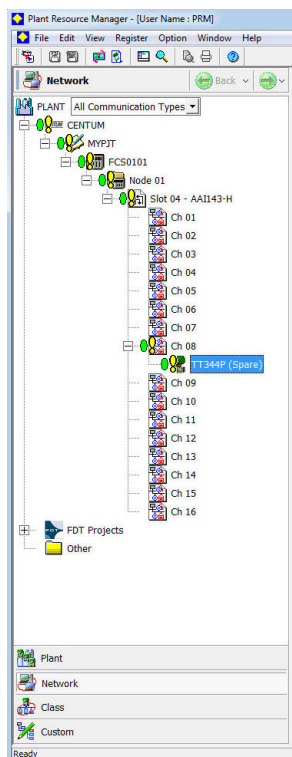 Plant Resource Manager - [User Name : PRM]
File Edit View Register Option Window Help
Network Back
PLANT All Communication Types
CENTUM
MYPJT
FCS0101
Node 01
Slot 04 - AAI143-H
Ch 01
Ch 02
Ch 03
Ch 04
Ch 05
Ch 06
Ch 07
Ch 08
TT344P (Spare)
Ch 09
Ch 10
Ch 11
Ch 12
Ch 13
Ch 14
Ch 15
Ch 16
FDT Projects
Other
Plant
Network
Class
Custom
Ready